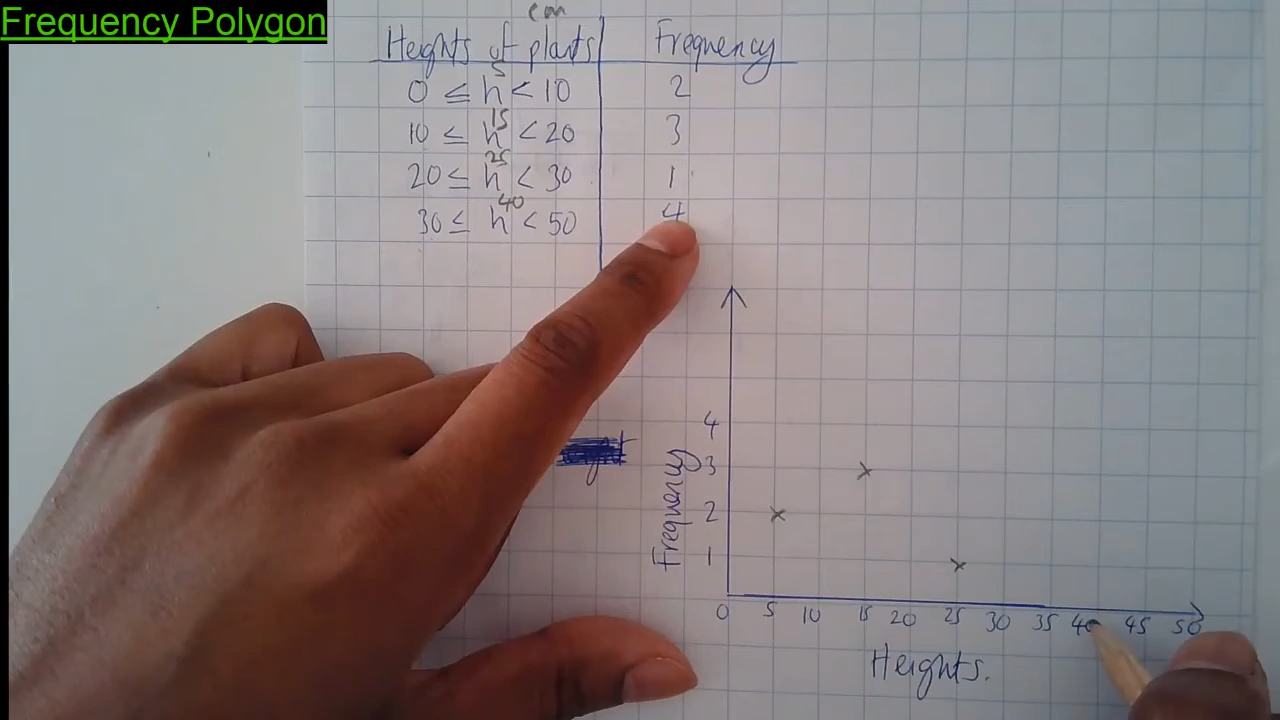 Frequency Polygon
cm
Heights of plants Frequency
5
0 ≤ h < 10 2
15
10 ≤ h < 20 3
25
20 ≤ h < 30 1
40
30 ≤ h < 50 4
4
3
2
1
Frequency
0 5 10 15 20 25 30 35 40 45 50
Heights.